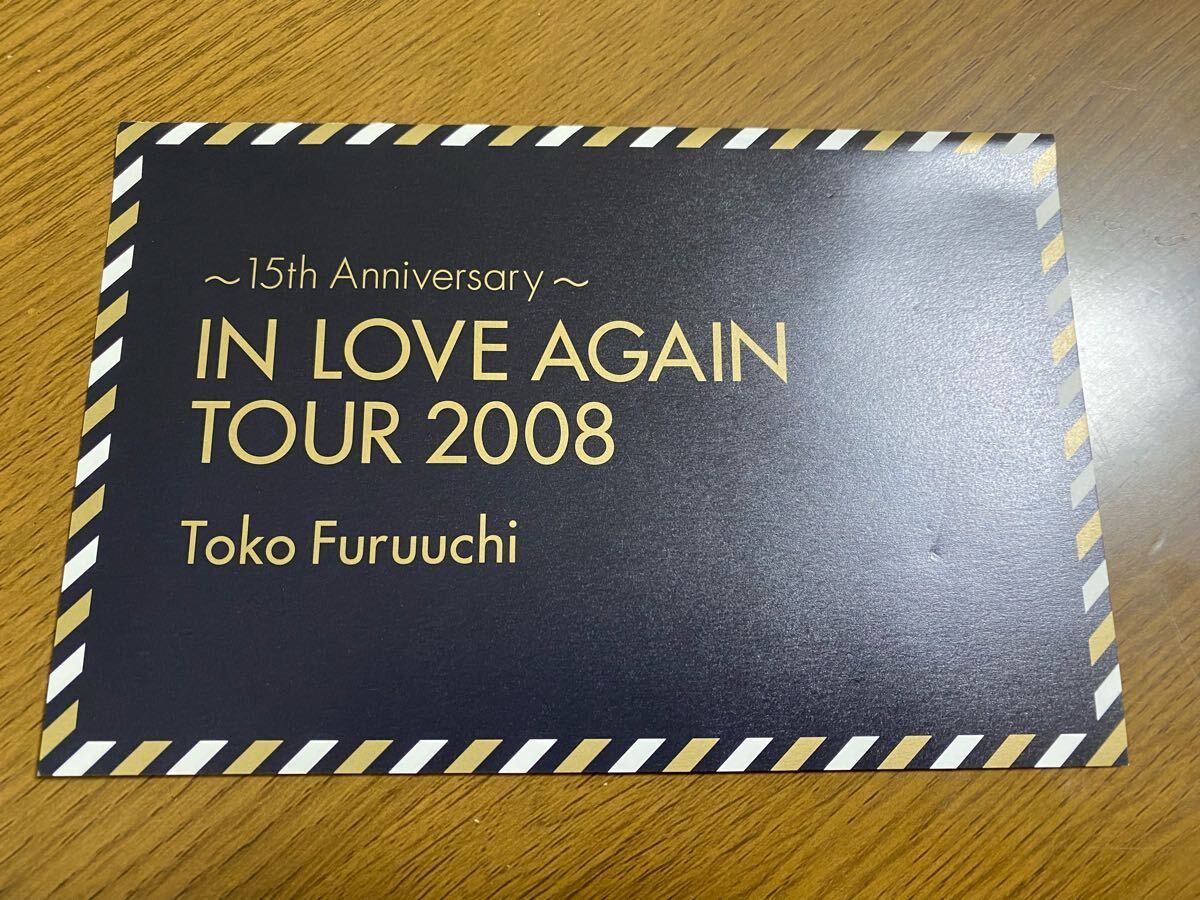 ～15th Anniversary～
IN LOVE AGAIN
TOUR 2008
Toko Furuuchi